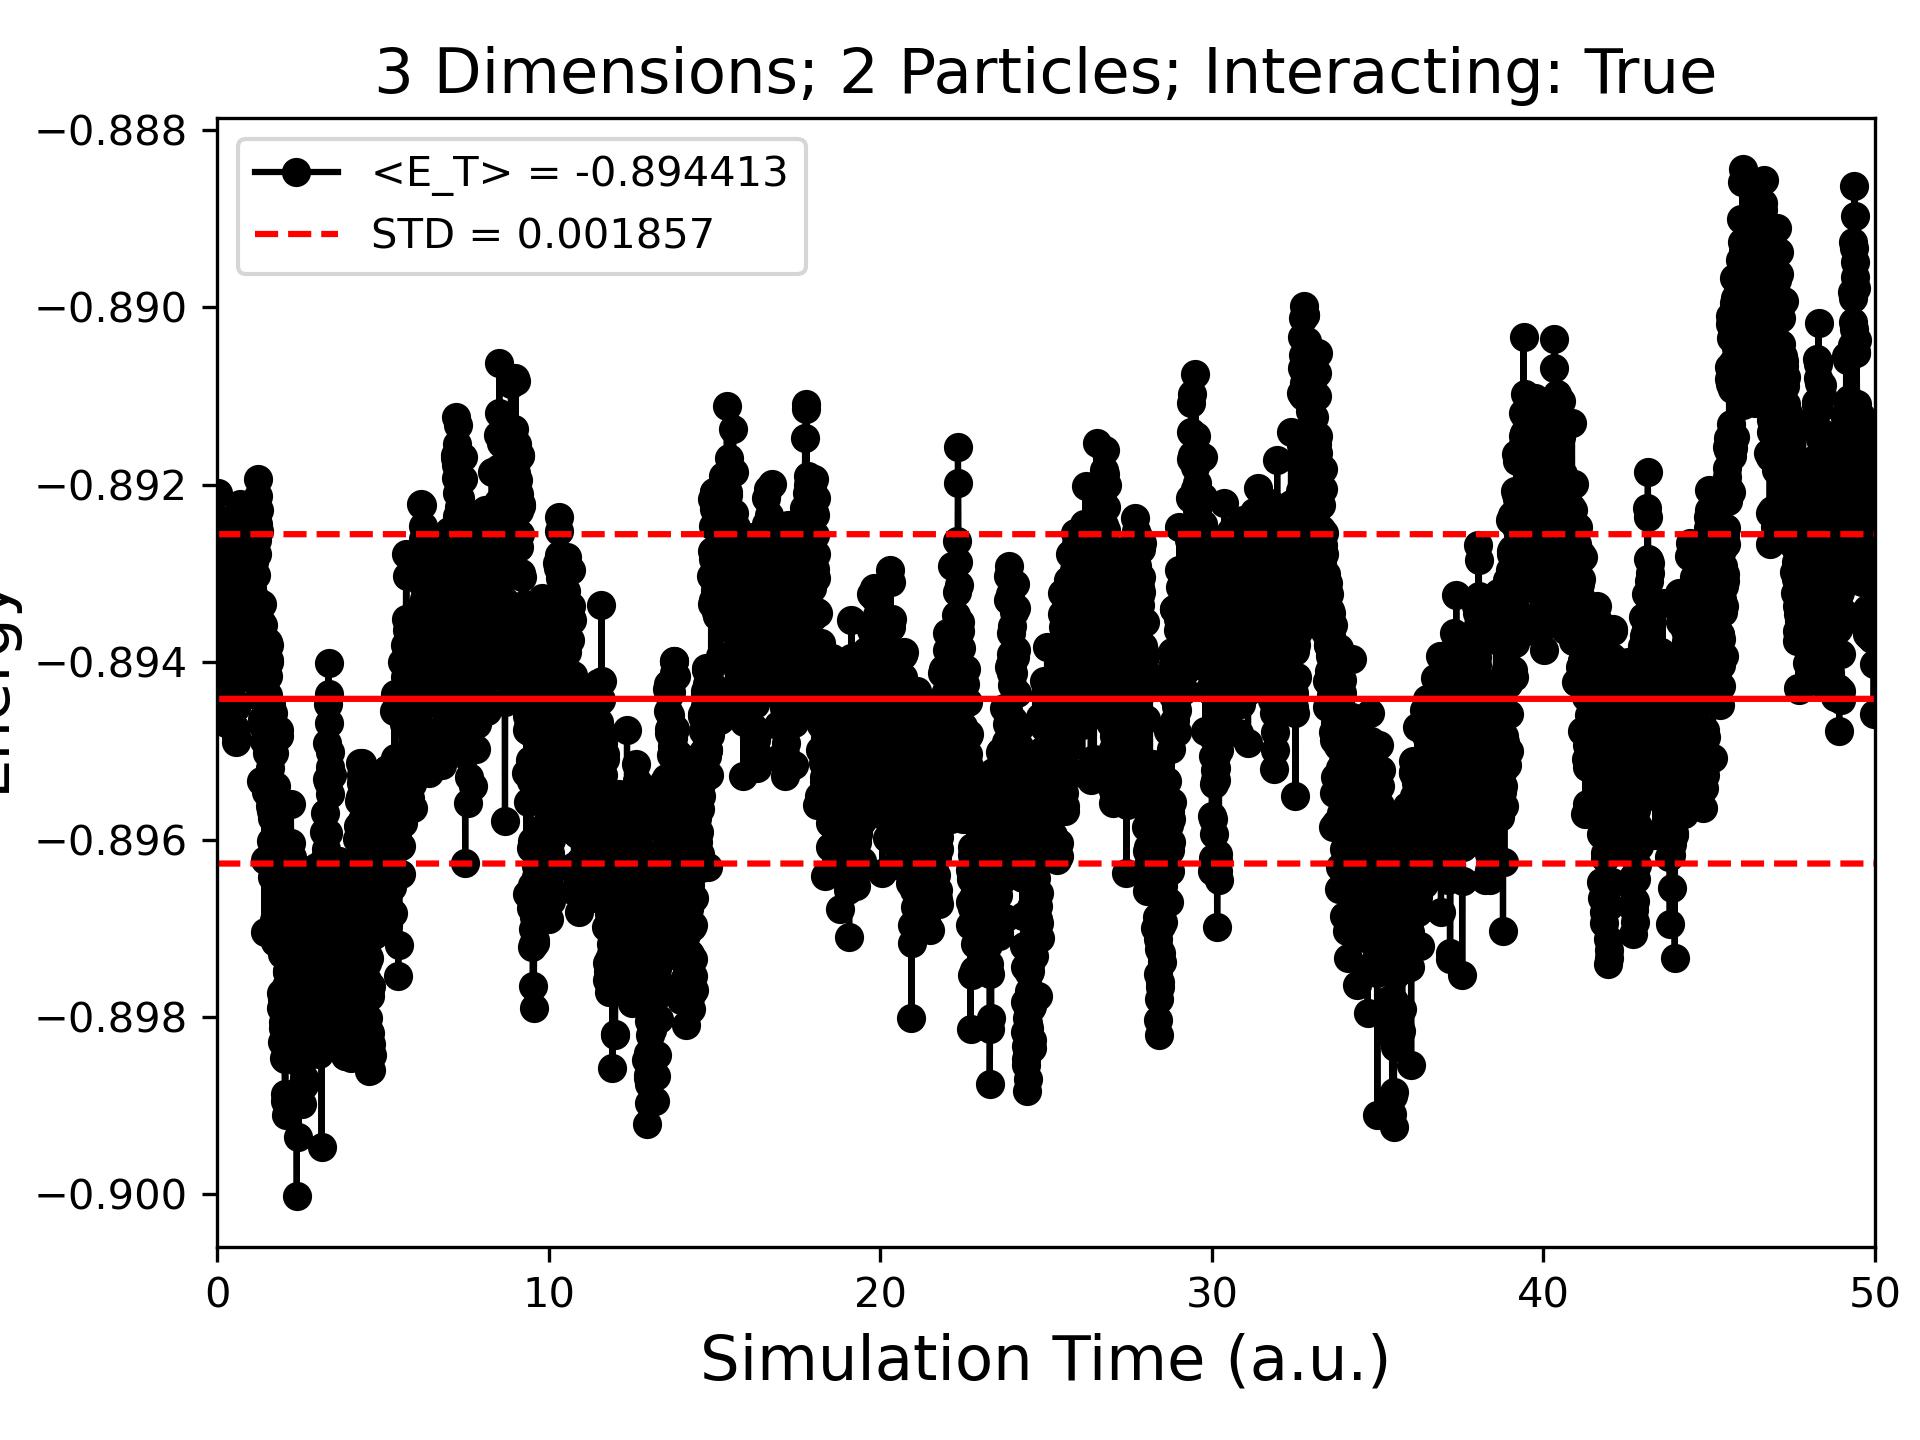 3 Dimensions; 2 Particles; Interacting: True
<E_T> = -0.894413
STD = 0.001857
−0.888
−0.890
−0.892
−0.894
−0.896
−0.898
−0.900
Energy
0 10 20 30 40 50
Simulation Time (a.u.)